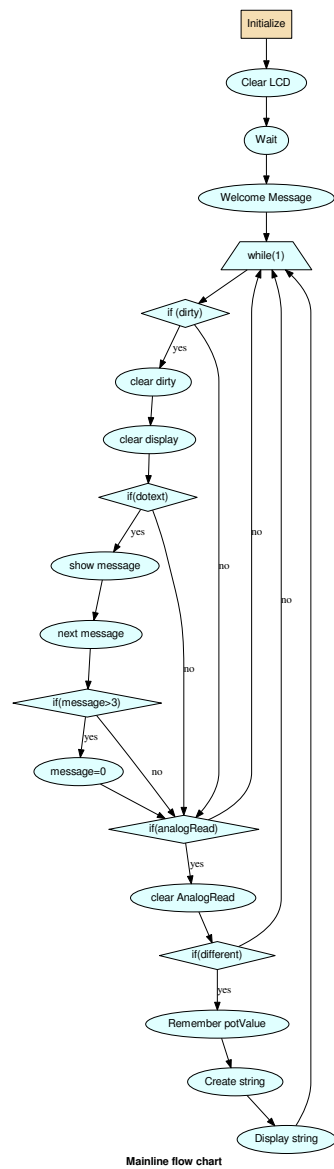 Initialize
Clear LCD
Wait
Welcome Message
while(1)
if (dirty)
yes
clear dirty
clear display
if(dotext)
yes
show message
no
no
no
next message
no
if(message>3)
yes
no
message=0
if(analogRead)
yes
clear AnalogRead
if(different)
yes
Remember potValue
Create string
Display string
Mainline flow chart